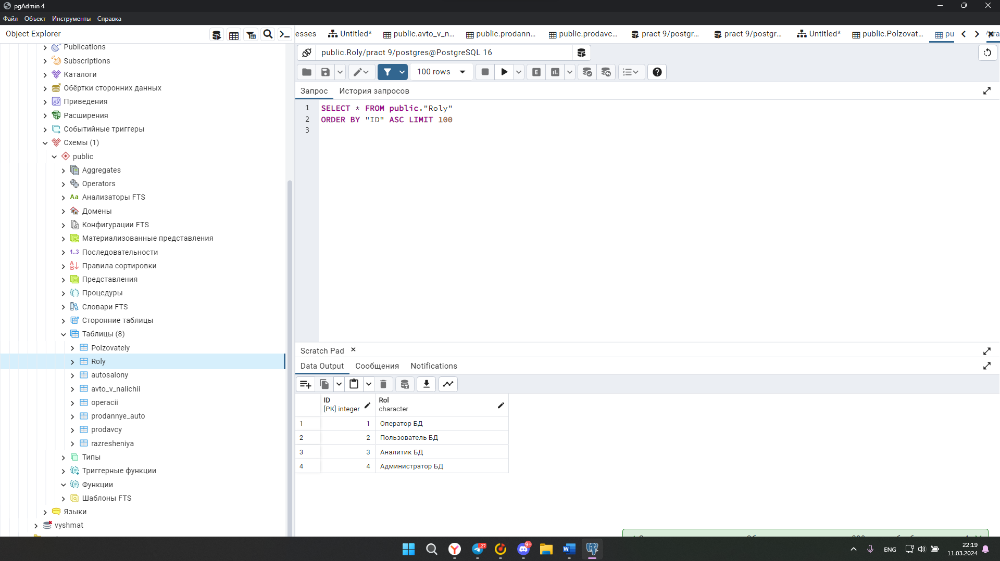 pgAdmin 4
Файл Объект Инструменты Справка
Object Explorer
esses Untitled* public.avto_v_n... public.prodann... public.prodavc... pract 9/postgr... pract 9/postgr... Untitled* public.Polzovat... pu
Publications
Subscriptions
Каталоги
Обёртки сторонних данных
Приведения
Расширения
Событийные триггеры
Схемы (1)
public
Aggregates
Operators
Aa Анализаторы FTS
Домены
Конфигурации FTS
Материализованные представления
1..3 Последовательности
Правила сортировки
Представления
Процедуры
Словари FTS
Сторонние таблицы
Таблицы (8)
Polzovately
Roly
autosalony
avto_v_nalichii
operacii
prodannye_auto
prodavcy
razresheniya
Типы
Триггерные функции
Функции
Шаблоны FTS
Языки
vyshmat
public.Roly/pract 9/postgres@PostgreSQL 16
100 rows
E
Запрос История запросов
1 SELECT * FROM public."Roly"
2 ORDER BY "ID" ASC LIMIT 100
3
Scratch Pad
Data Output Сообщения Notifications
ID Rol
[PK] integer character
1 1 Оператор БД
2 2 Пользователь БД
3 3 Аналитик БД
4 4 Администратор БД
27 9+
ENG
22:19
11.03.2024